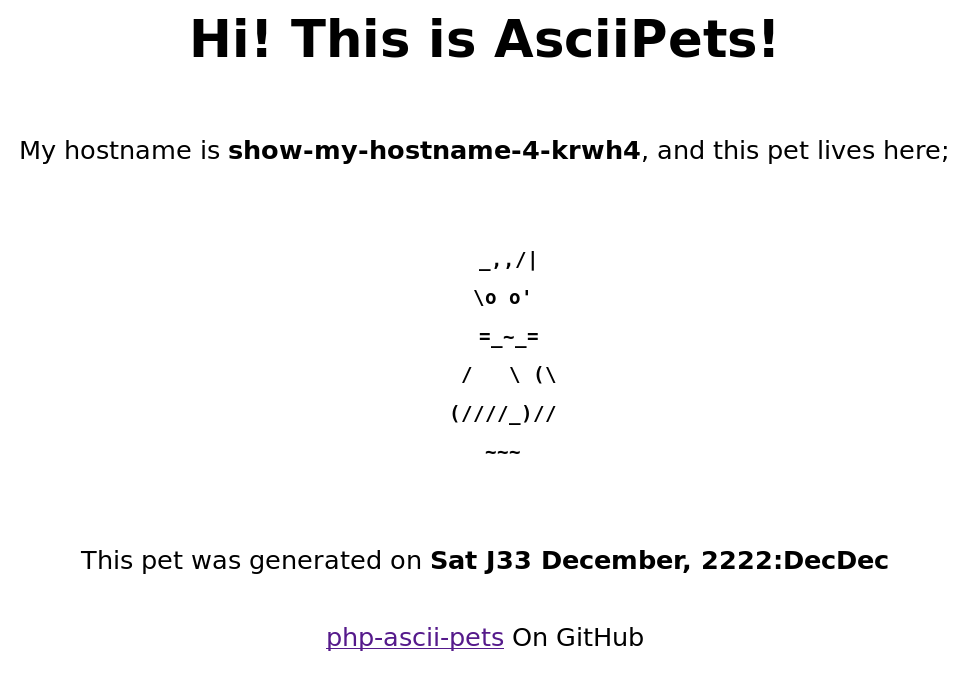 Hi! This is AsciiPets!
My hostname is show-my-hostname-4-krwh4, and this pet lives here;
_,,/|
\o o'
=_~_=
/   \ (\
(////_)//
~~~
This pet was generated on Sat J33 December, 2222:DecDec
php-ascii-pets On GitHub